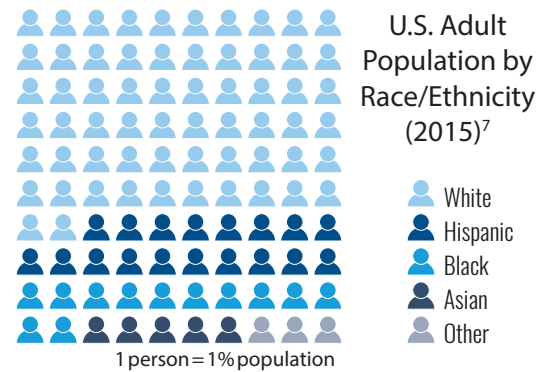 U.S. Adult
Population by
Race/Ethnicity
(2015)7
White
Hispanic
Black
Asian
Other
1 person = 1% population